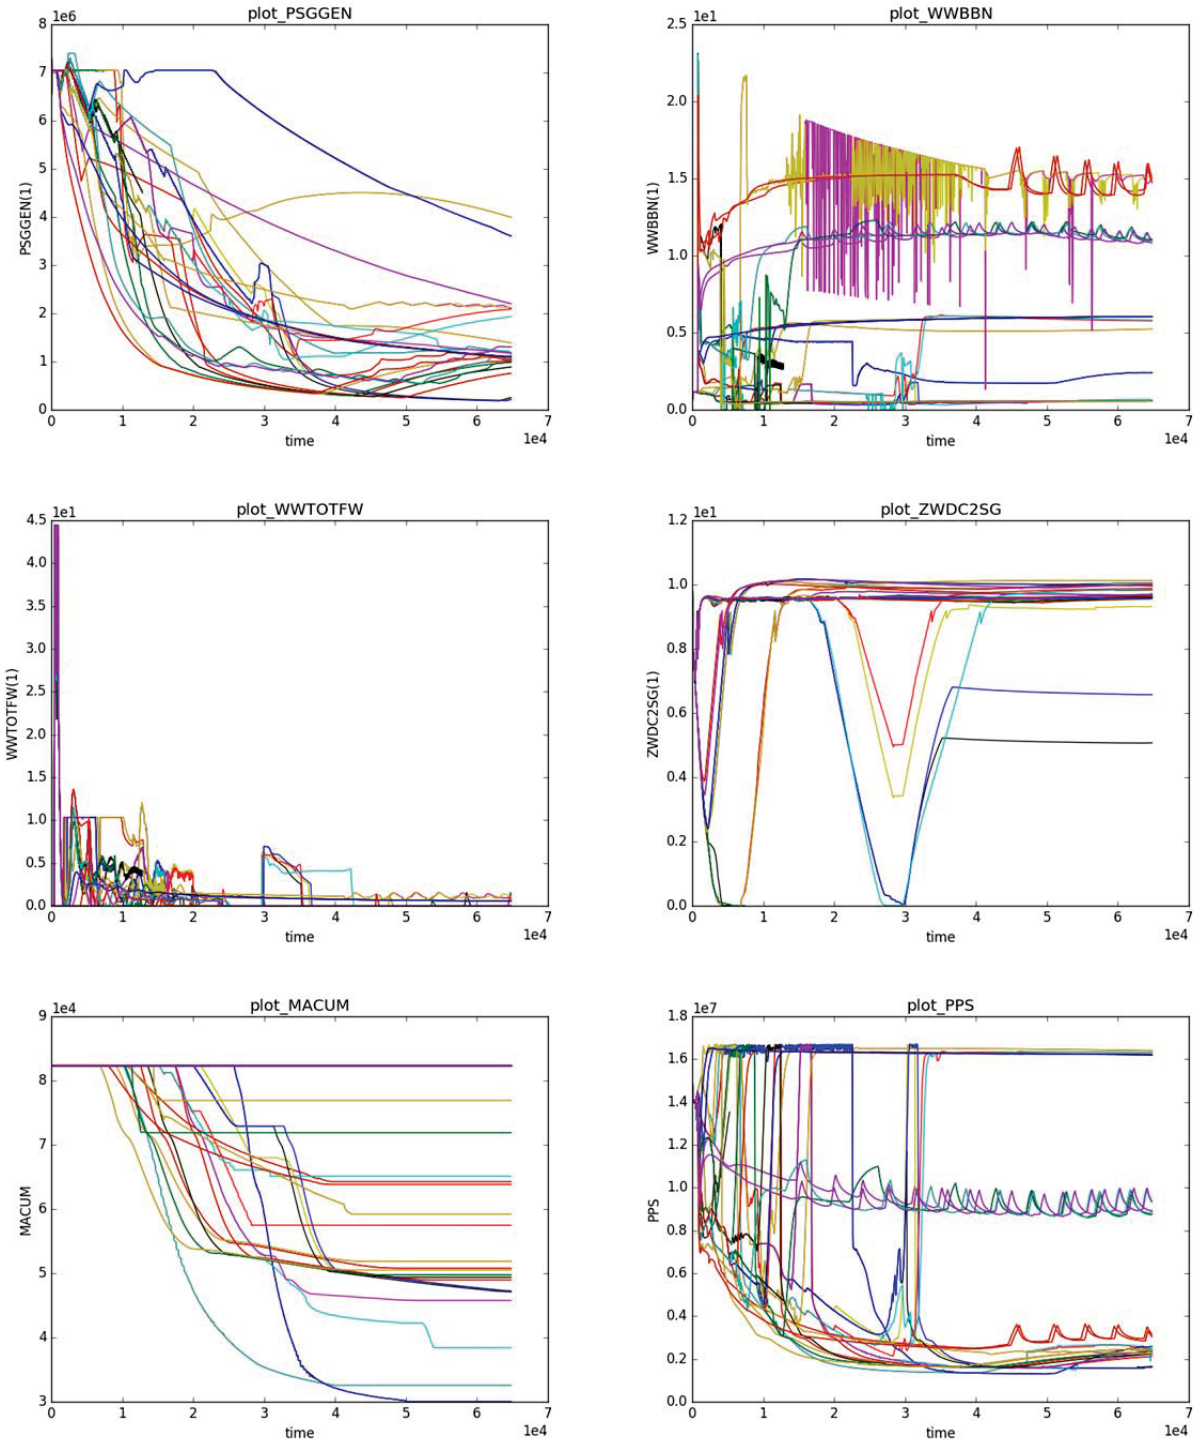 plot_PSGGEN
1e6
8
7
6
5
4
3
2
1
0
PSGGEN(1)
0 1 2 3 4 5 6 7
time
1e4
plot_WWBBN
1e1
2.5
2.0
1.5
1.0
0.5
0.0
WWBBN(1)
0 1 2 3 4 5 6 7
time
1e4
plot_WWTOTFW
1e1
4.5
4.0
3.5
3.0
2.5
2.0
1.5
1.0
0.5
0.0
WWTOTFW(1)
0 1 2 3 4 5 6 7
time
1e4
plot_ZWDC2SG
1e1
1.2
1.0
0.8
0.6
0.4
0.2
0.0
ZWDC2SG(1)
0 1 2 3 4 5 6 7
time
1e4
plot_MACUM
1e4
9
8
7
6
5
4
3
MACUM
0 1 2 3 4 5 6 7
time
1e4
plot_PPS
1e7
1.8
1.6
1.4
1.2
1.0
0.8
0.6
0.4
0.2
0.0
PPS
0 1 2 3 4 5 6 7
time
1e4